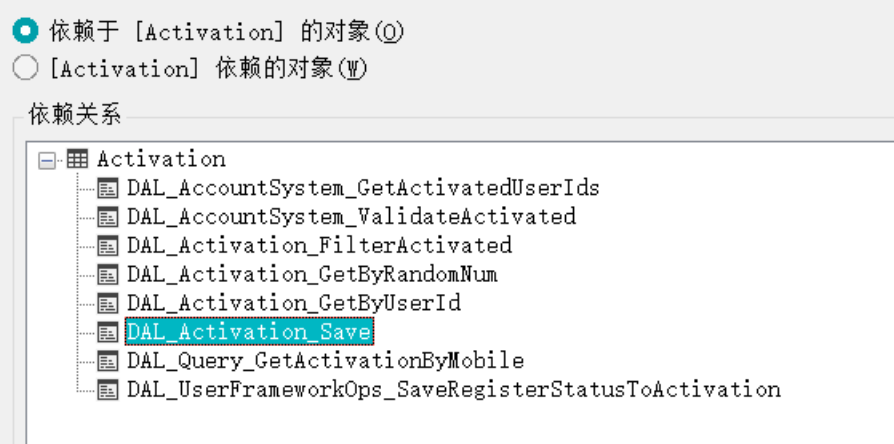 依赖于 [Activation] 的对象(O)
[Activation] 依赖的对象(W)
依赖关系
Activation
DAL_AccountSystem_GetActivatedUserIds
DAL_AccountSystem_ValidateActivated
DAL_Activation_FilterActivated
DAL_Activation_GetByRandomNum
DAL_Activation_GetByUserId
DAL_Activation_Save
DAL_Query_GetActivationByMobile
DAL_UserFrameworkOps_SaveRegisterStatusToActivation